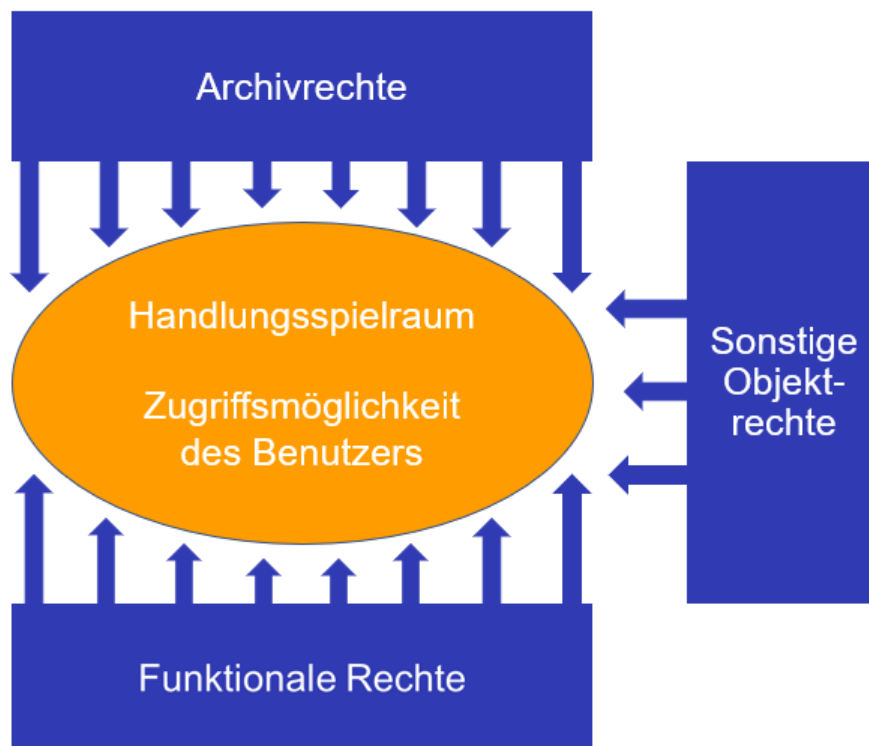 Archivrechte
Handlungsspielraum
Zugriffsmöglichkeit
des Benutzers
Sonstige
Objekt-
rechte
Funktionale Rechte